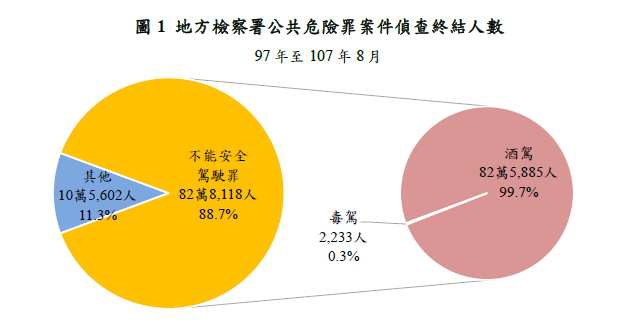 圖 1 地方檢察署公共危險罪案件偵查終結人數
97 年至 107 年 8 月
其他
10萬5,602人
11.3%
不能安全
駕駛罪
82萬8,118人
88.7%
酒駕
82萬5,885人
99.7%
毒駕
2,233人
0.3%